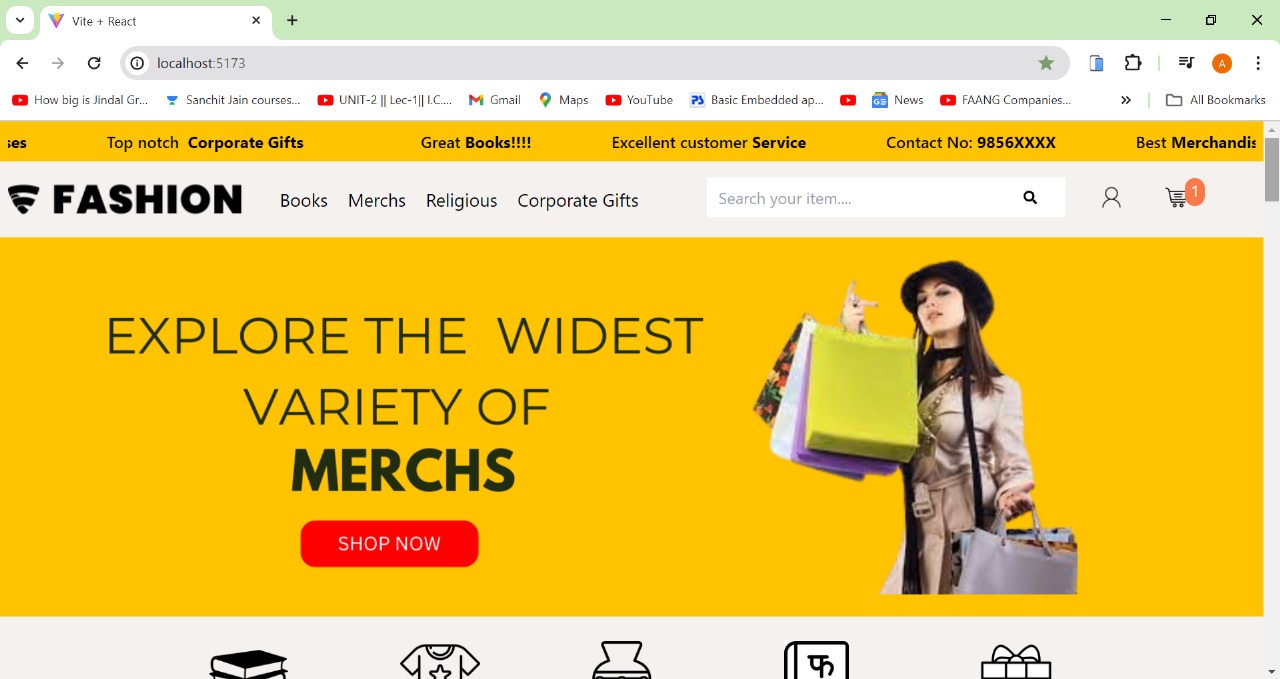 Vite + React
localhost:5173
A
How big is Jindal Gr... Sanchit Jain courses... UNIT-2 || Lec-1|| I.C.... Gmail Maps YouTube Basic Embedded ap... News FAANG Companies... » All Bookmarks
ses Top notch Corporate Gifts Great Books!!!! Excellent customer Service Contact No: 9856XXXX Best Merchandis
FASHION Books Merchs Religious Corporate Gifts Search your item.... 1
EXPLORE THE WIDEST
VARIETY OF
MERCHS
SHOP NOW
फ